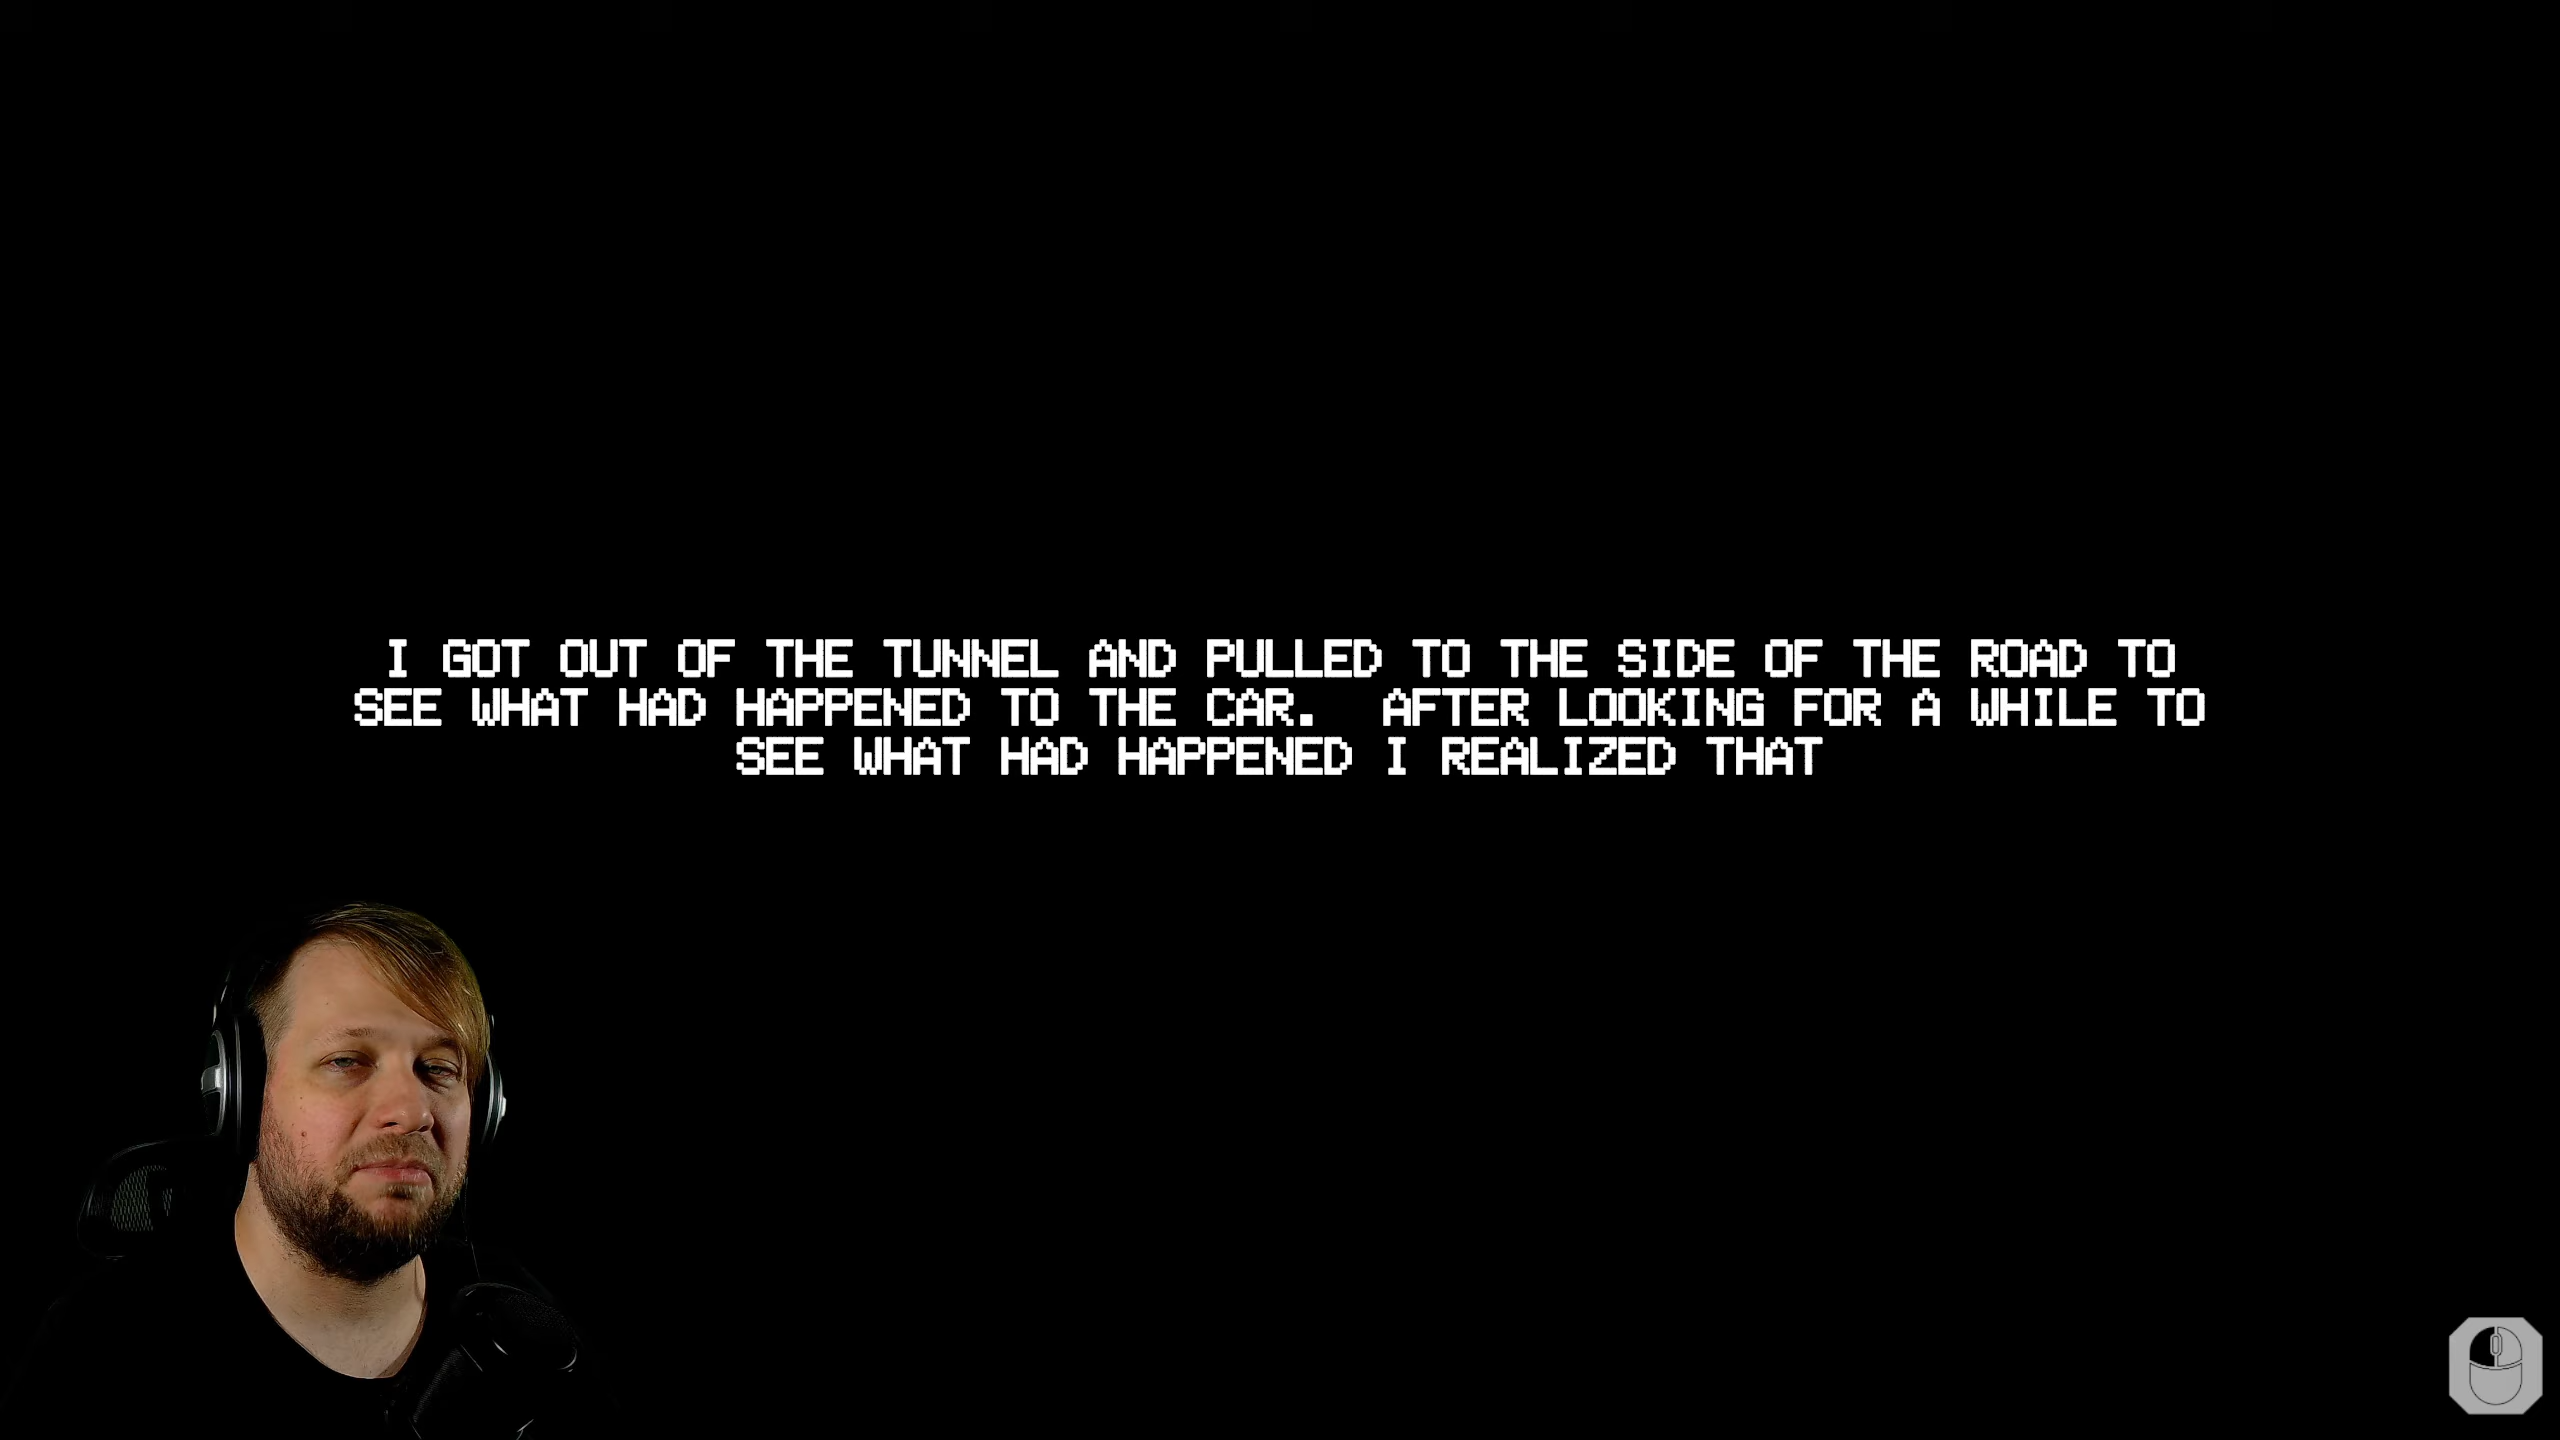 I GOT OUT OF THE TUNNEL AND PULLED TO THE SIDE OF THE ROAD TO
SEE WHAT HAD HAPPENED TO THE CAR.  AFTER LOOKING FOR A WHILE TO
SEE WHAT HAD HAPPENED I REALIZED THAT